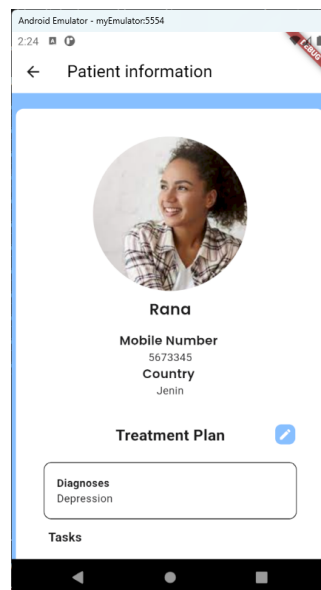 Android Emulator - myEmulator:5554
2:24
DEBUG
Patient information
Rana
Mobile Number
5673345
Country
Jenin
Treatment Plan
Diagnoses
Depression
Tasks